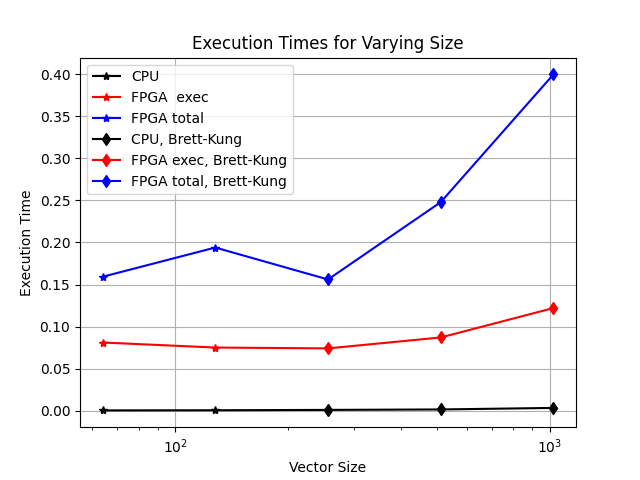 Execution Times for Varying Size
CPU
FPGA  exec
FPGA total
CPU, Brett-Kung
FPGA exec, Brett-Kung
FPGA total, Brett-Kung
0.40
0.35
0.30
0.25
0.20
0.15
0.10
0.05
0.00
Execution Time
10²
10³
Vector Size